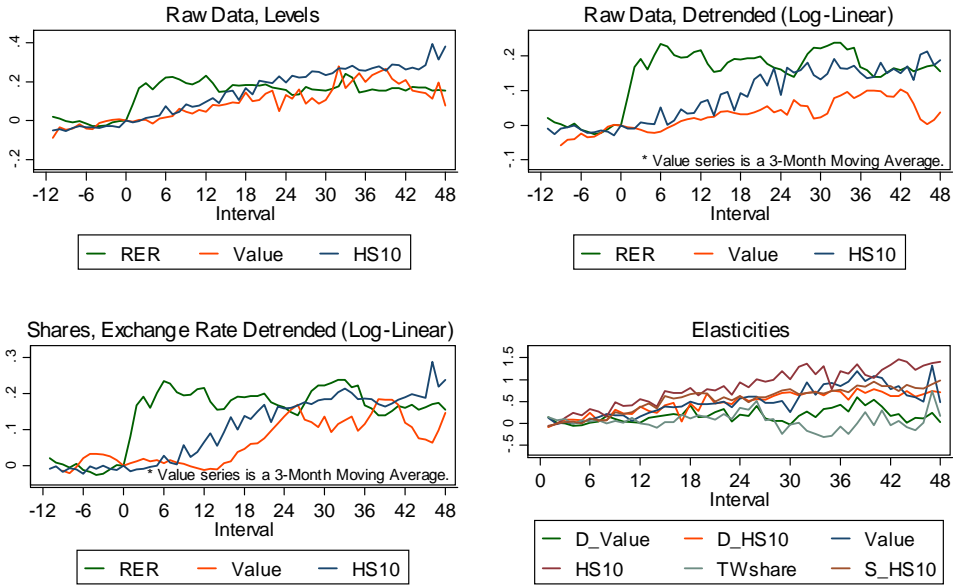 Raw Data, Levels
.4
.2
0
-.2
-12 -6 0 6 12 18 24 30 36 42 48
Interval
RER Value HS10
Raw Data, Detrended (Log-Linear)
.2
.1
0
-.1
* Value series is a 3-Month Moving Average.
-12 -6 0 6 12 18 24 30 36 42 48
Interval
RER Value HS10
Shares, Exchange Rate Detrended (Log-Linear)
.3
.2
.1
0
* Value series is a 3-Month Moving Average.
-12 -6 0 6 12 18 24 30 36 42 48
Interval
RER Value HS10
Elasticities
1.5
1
.5
0
-.5
0 6 12 18 24 30 36 42 48
Interval
D_Value D_HS10 Value
HS10 TWshare S_HS10